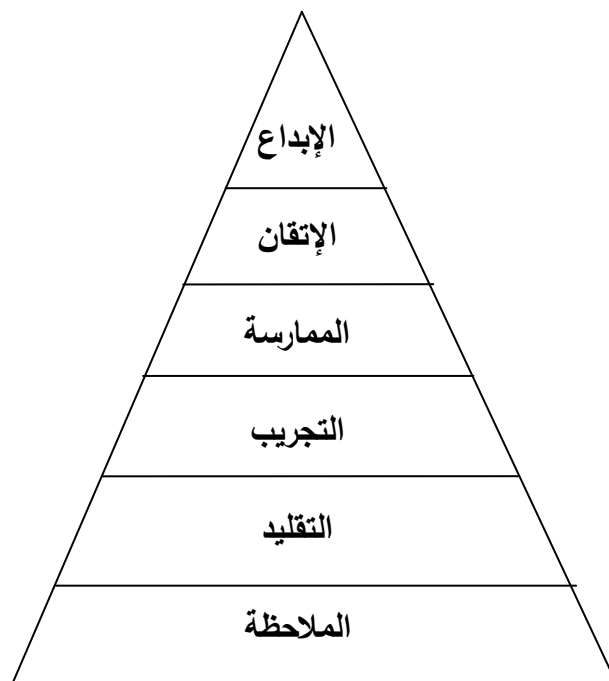 الإبداع
الإتقان
الممارسة
التجريب
التقليد
الملاحظة